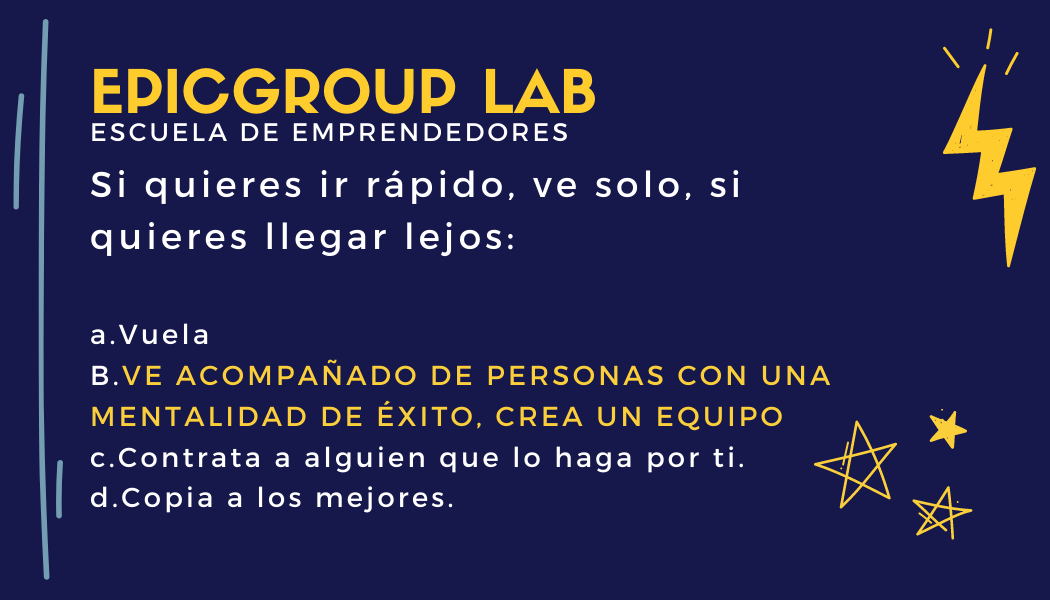 EPICGROUP LAB
ESCUELA DE EMPRENDEDORES
Si quieres ir rápido, ve solo, si
quieres llegar lejos:
a.Vuela
B.VE ACOMPAÑADO DE PERSONAS CON UNA
MENTALIDAD DE ÉXITO, CREA UN EQUIPO
c.Contrata a alguien que lo haga por ti.
d.Copia a los mejores.